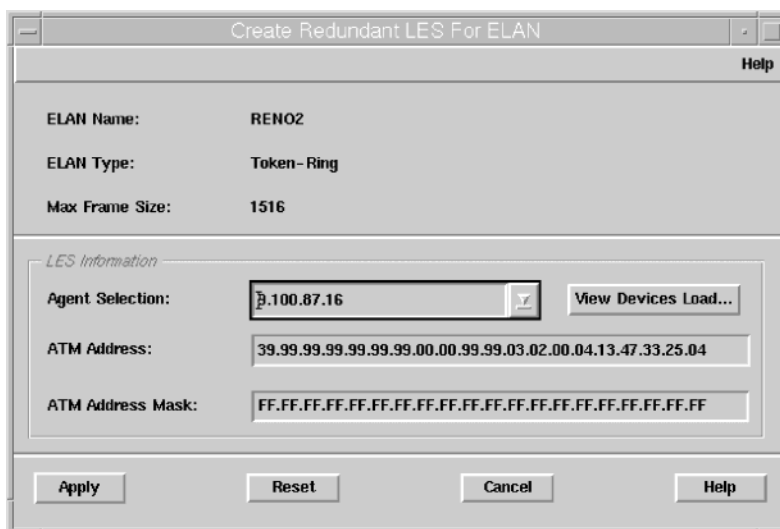 Create Redundant LES For ELAN
Help
ELAN Name: RENO2
ELAN Type: Token-Ring
Max Frame Size: 1516
LES Information
Agent Selection: 9.100.87.16 View Devices Load...
ATM Address: 39.99.99.99.99.99.99.00.00.99.99.03.02.00.04.13.47.33.25.04
ATM Address Mask: FF.FF.FF.FF.FF.FF.FF.FF.FF.FF.FF.FF.FF.FF.FF.FF.FF.FF.FF.FF
Apply Reset Cancel Help